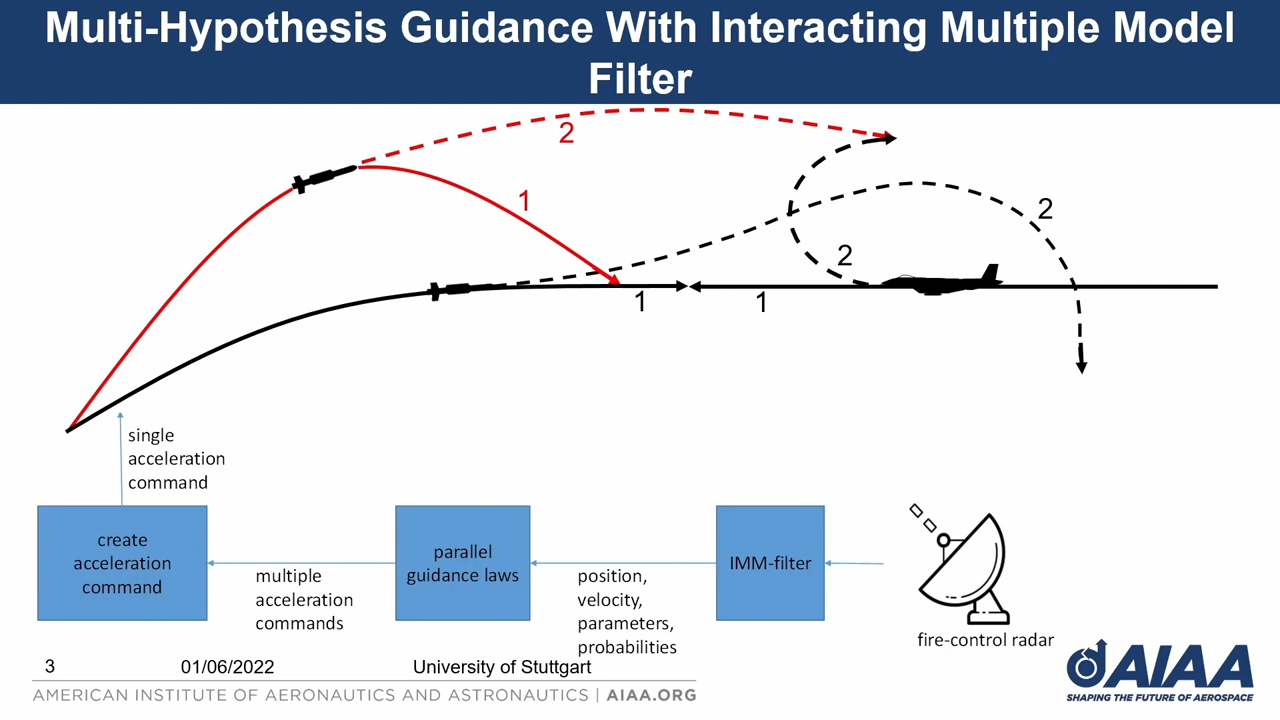 Multi-Hypothesis Guidance With Interacting Multiple Model
Filter
2
1
2
2
1
1
single
acceleration
command
create
acceleration
command
multiple
acceleration
commands
parallel
guidance laws
position,
velocity,
parameters,
probabilities
IMM-filter
fire-control radar
3
01/06/2022
University of Stuttgart
AMERICAN INSTITUTE OF AERONAUTICS AND ASTRONAUTICS | AIAA.ORG
AIAA
SHAPING THE FUTURE OF AEROSPACE